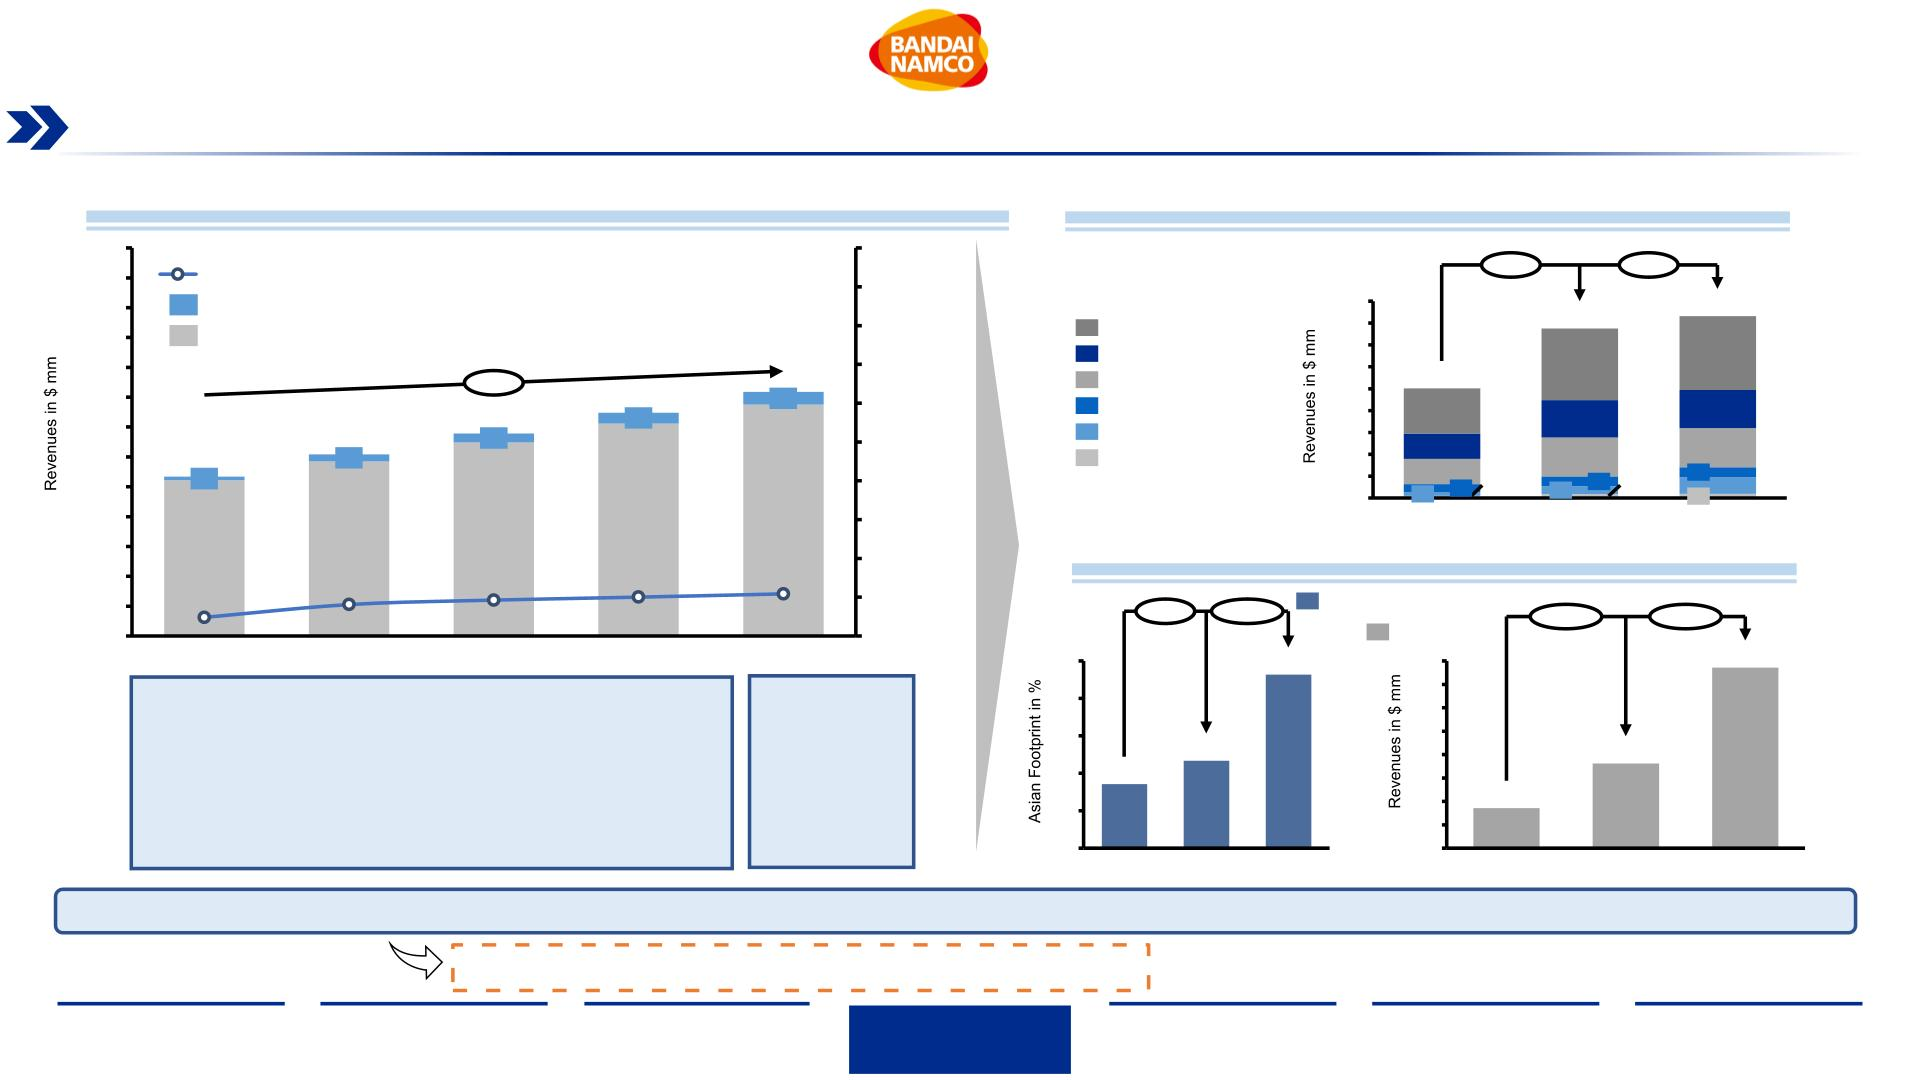 BANDAI
NAMCO
Revenues in $ mm
Revenues in $ mm
Asian Footprint in %
Revenues in $ mm